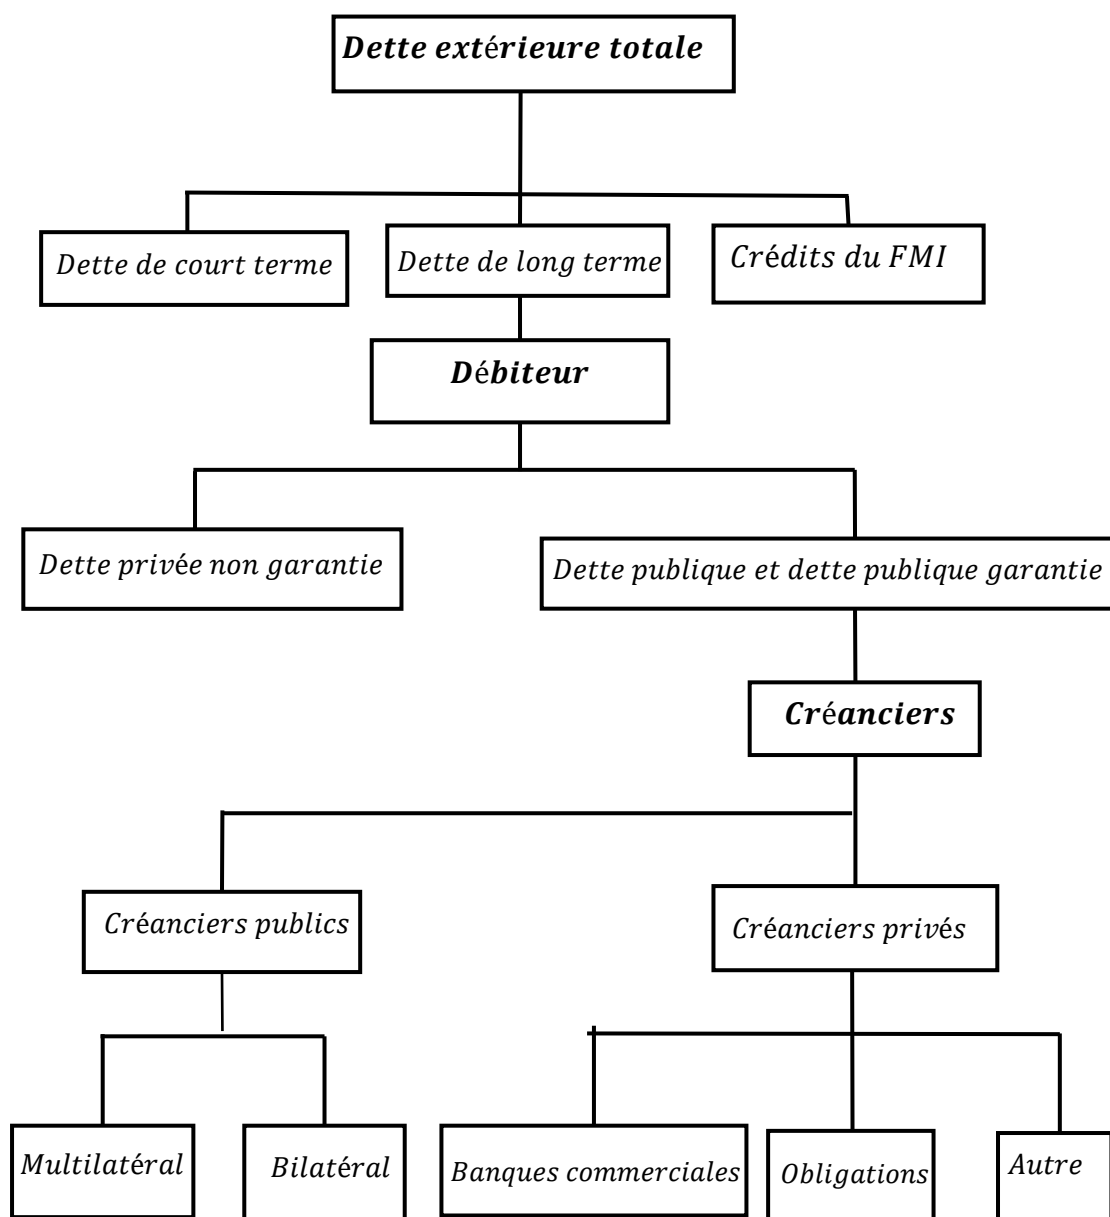 Dette extérieure totale
Dette de court terme
Dette de long terme
Crédits du FMI
Débiteur
Dette privée non garantie
Dette publique et dette publique garantie
Créanciers
Créanciers publics
Créanciers privés
Multilatéral
Bilatéral
Banques commerciales
Obligations
Autre